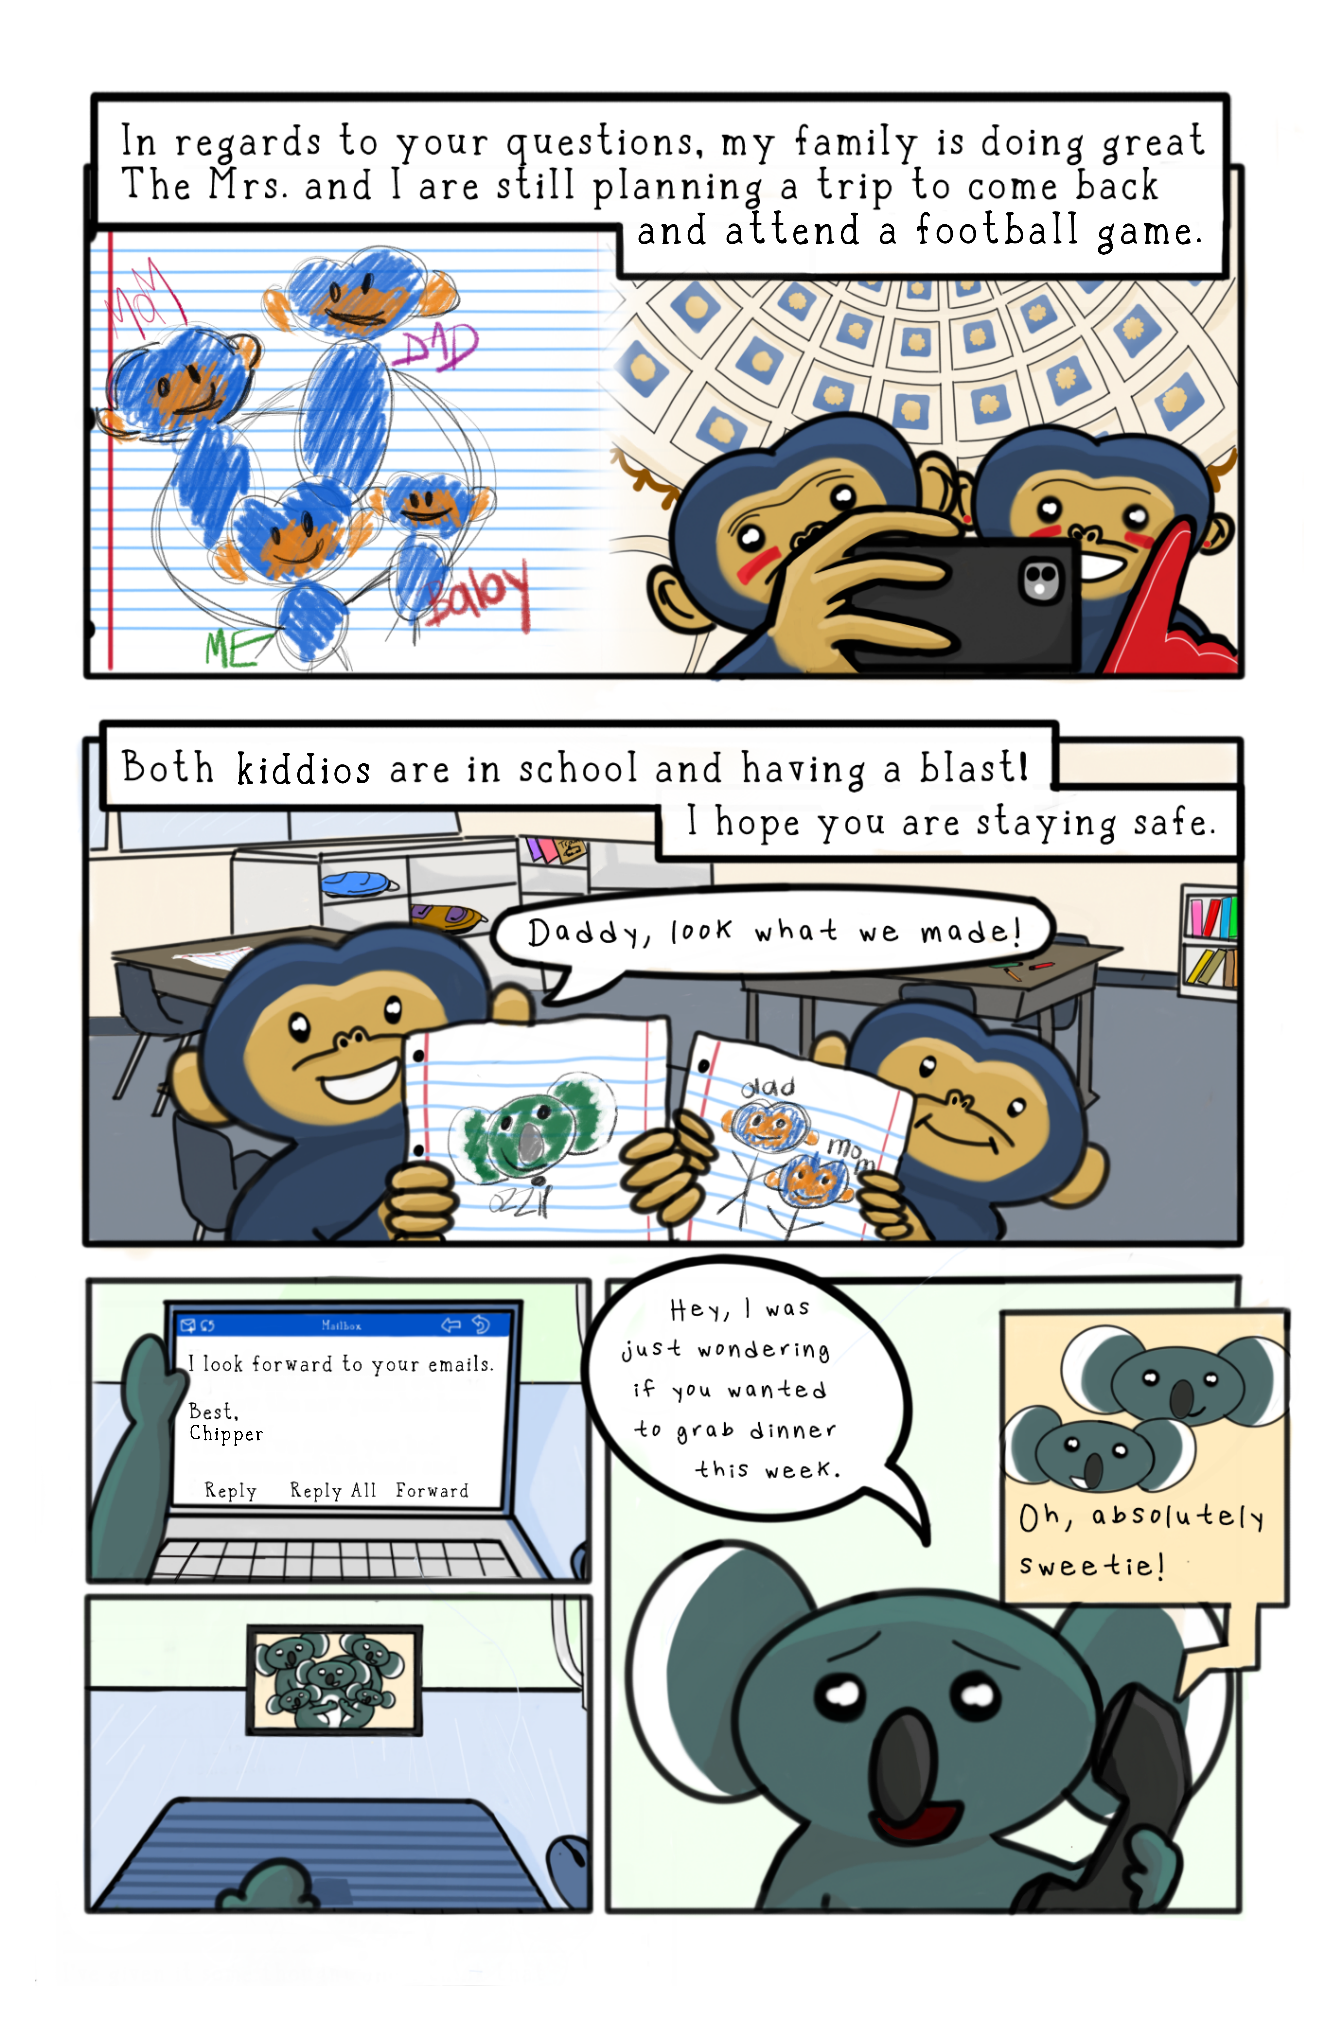 In regards to your questions, my family is doing great
The Mrs. and I are still planning a trip to come back
and attend a football game.
MOM
DAD
Baby
ME
Both kiddios are in school and having a blast!
I hope you are staying safe.
Daddy, look what we made!
dad
mom
ozzii
Mailbox
I look forward to your emails.
Best,
Chipper
Reply Reply All Forward
Hey, I was
just wondering
if you wanted
to grab dinner
this week.
Oh, absolutely
sweetie!